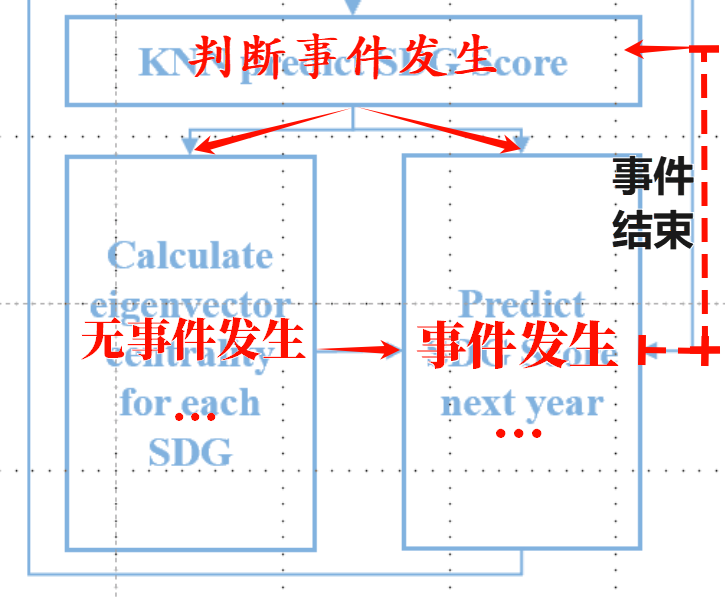 KNN predict SDG Score
判断事件发生
事件
结束
Calculate
eigenvector
centrality
for each
SDG
无事件发生
...
Predict
SDG Score
next year
事件发生
...